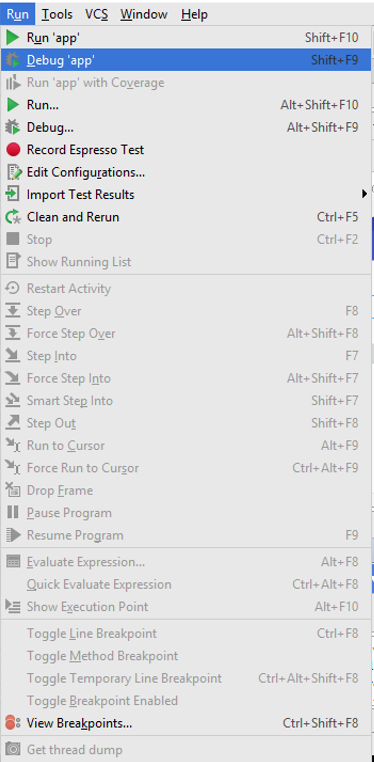 Run Tools VCS Window Help
Run 'app' Shift+F10
Debug 'app' Shift+F9
Run 'app' with Coverage
Run... Alt+Shift+F10
Debug... Alt+Shift+F9
Record Espresso Test
Edit Configurations...
Import Test Results
Clean and Rerun Ctrl+F5
Stop Ctrl+F2
Show Running List
Restart Activity
Step Over F8
Force Step Over Alt+Shift+F8
Step Into F7
Force Step Into Alt+Shift+F7
Smart Step Into Shift+F7
Step Out Shift+F8
Run to Cursor Alt+F9
Force Run to Cursor Ctrl+Alt+F9
Drop Frame
Pause Program
Resume Program F9
Evaluate Expression... Alt+F8
Quick Evaluate Expression Ctrl+Alt+F8
Show Execution Point Alt+F10
Toggle Line Breakpoint Ctrl+F8
Toggle Method Breakpoint
Toggle Temporary Line Breakpoint Ctrl+Alt+Shift+F8
Toggle Breakpoint Enabled
View Breakpoints... Ctrl+Shift+F8
Get thread dump